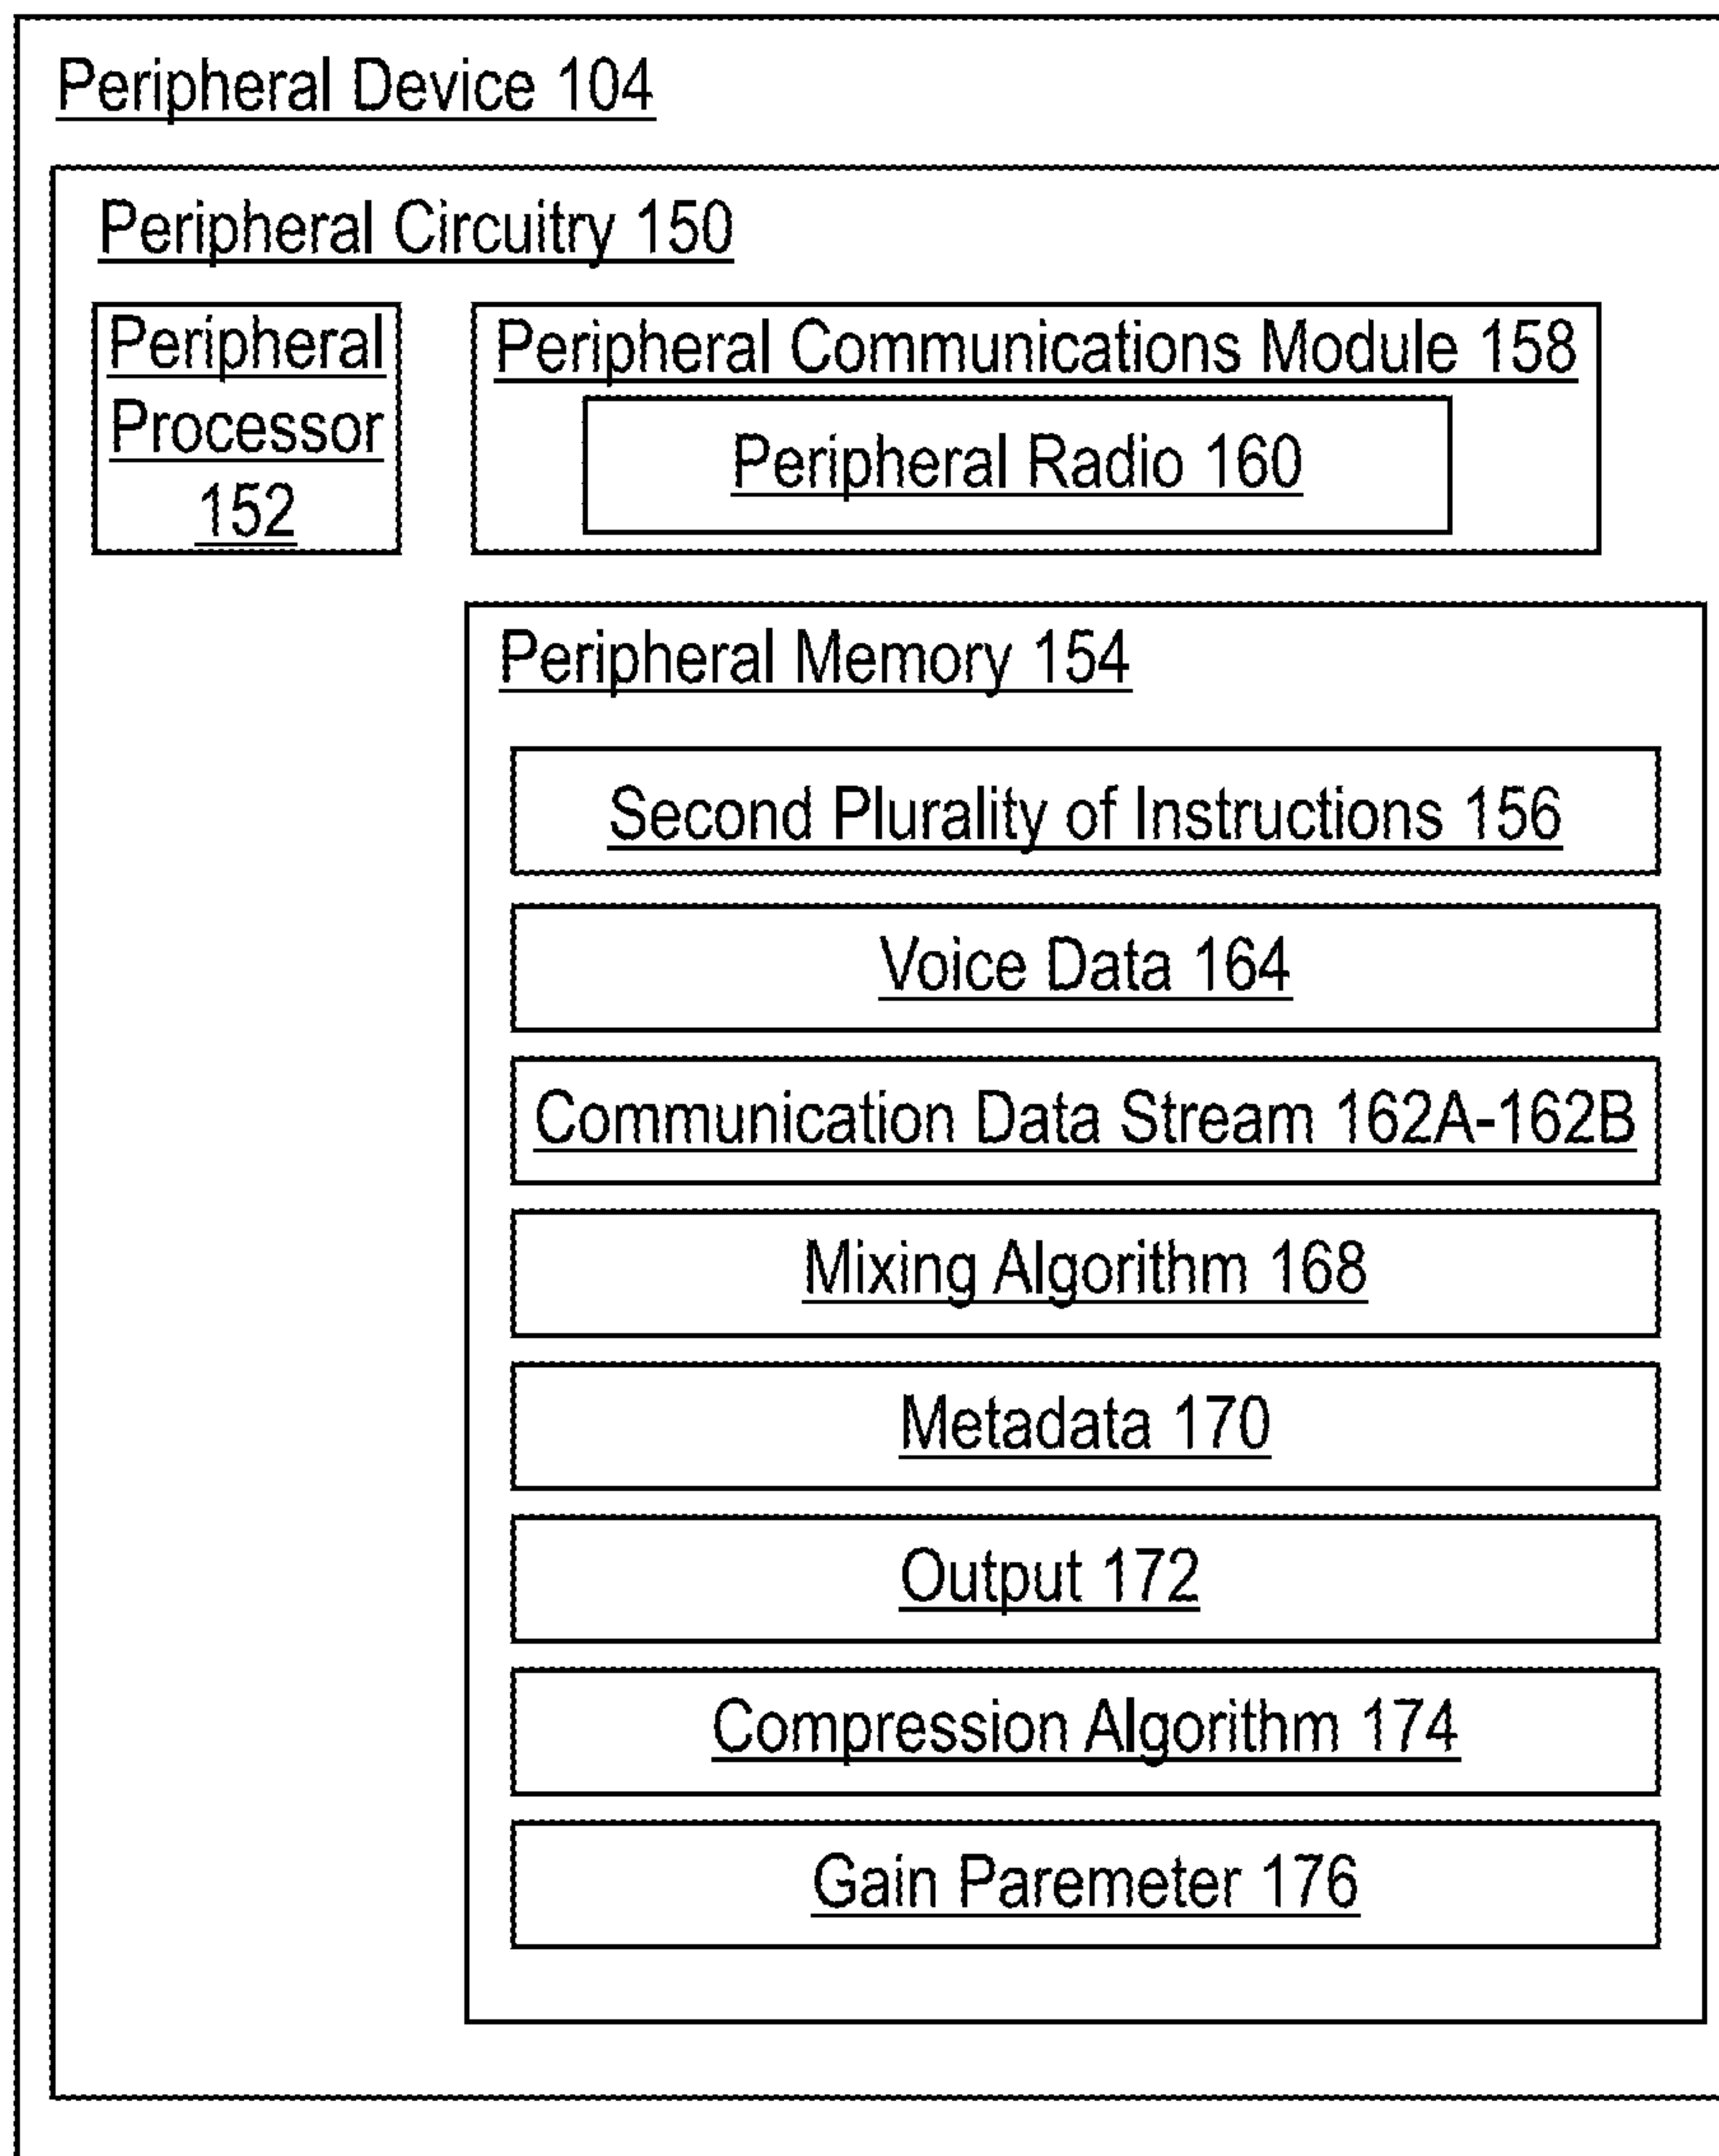 Peripheral Device 104
Peripheral Circuitry 150
Peripheral
Processor
152
Peripheral Communications Module 158
Peripheral Radio 160
Peripheral Memory 154
Second Plurality of Instructions 156
Voice Data 164
Communication Data Stream 162A-162B
Mixing Algorithm 168
Metadata 170
Output 172
Compression Algorithm 174
Gain Paremeter 176